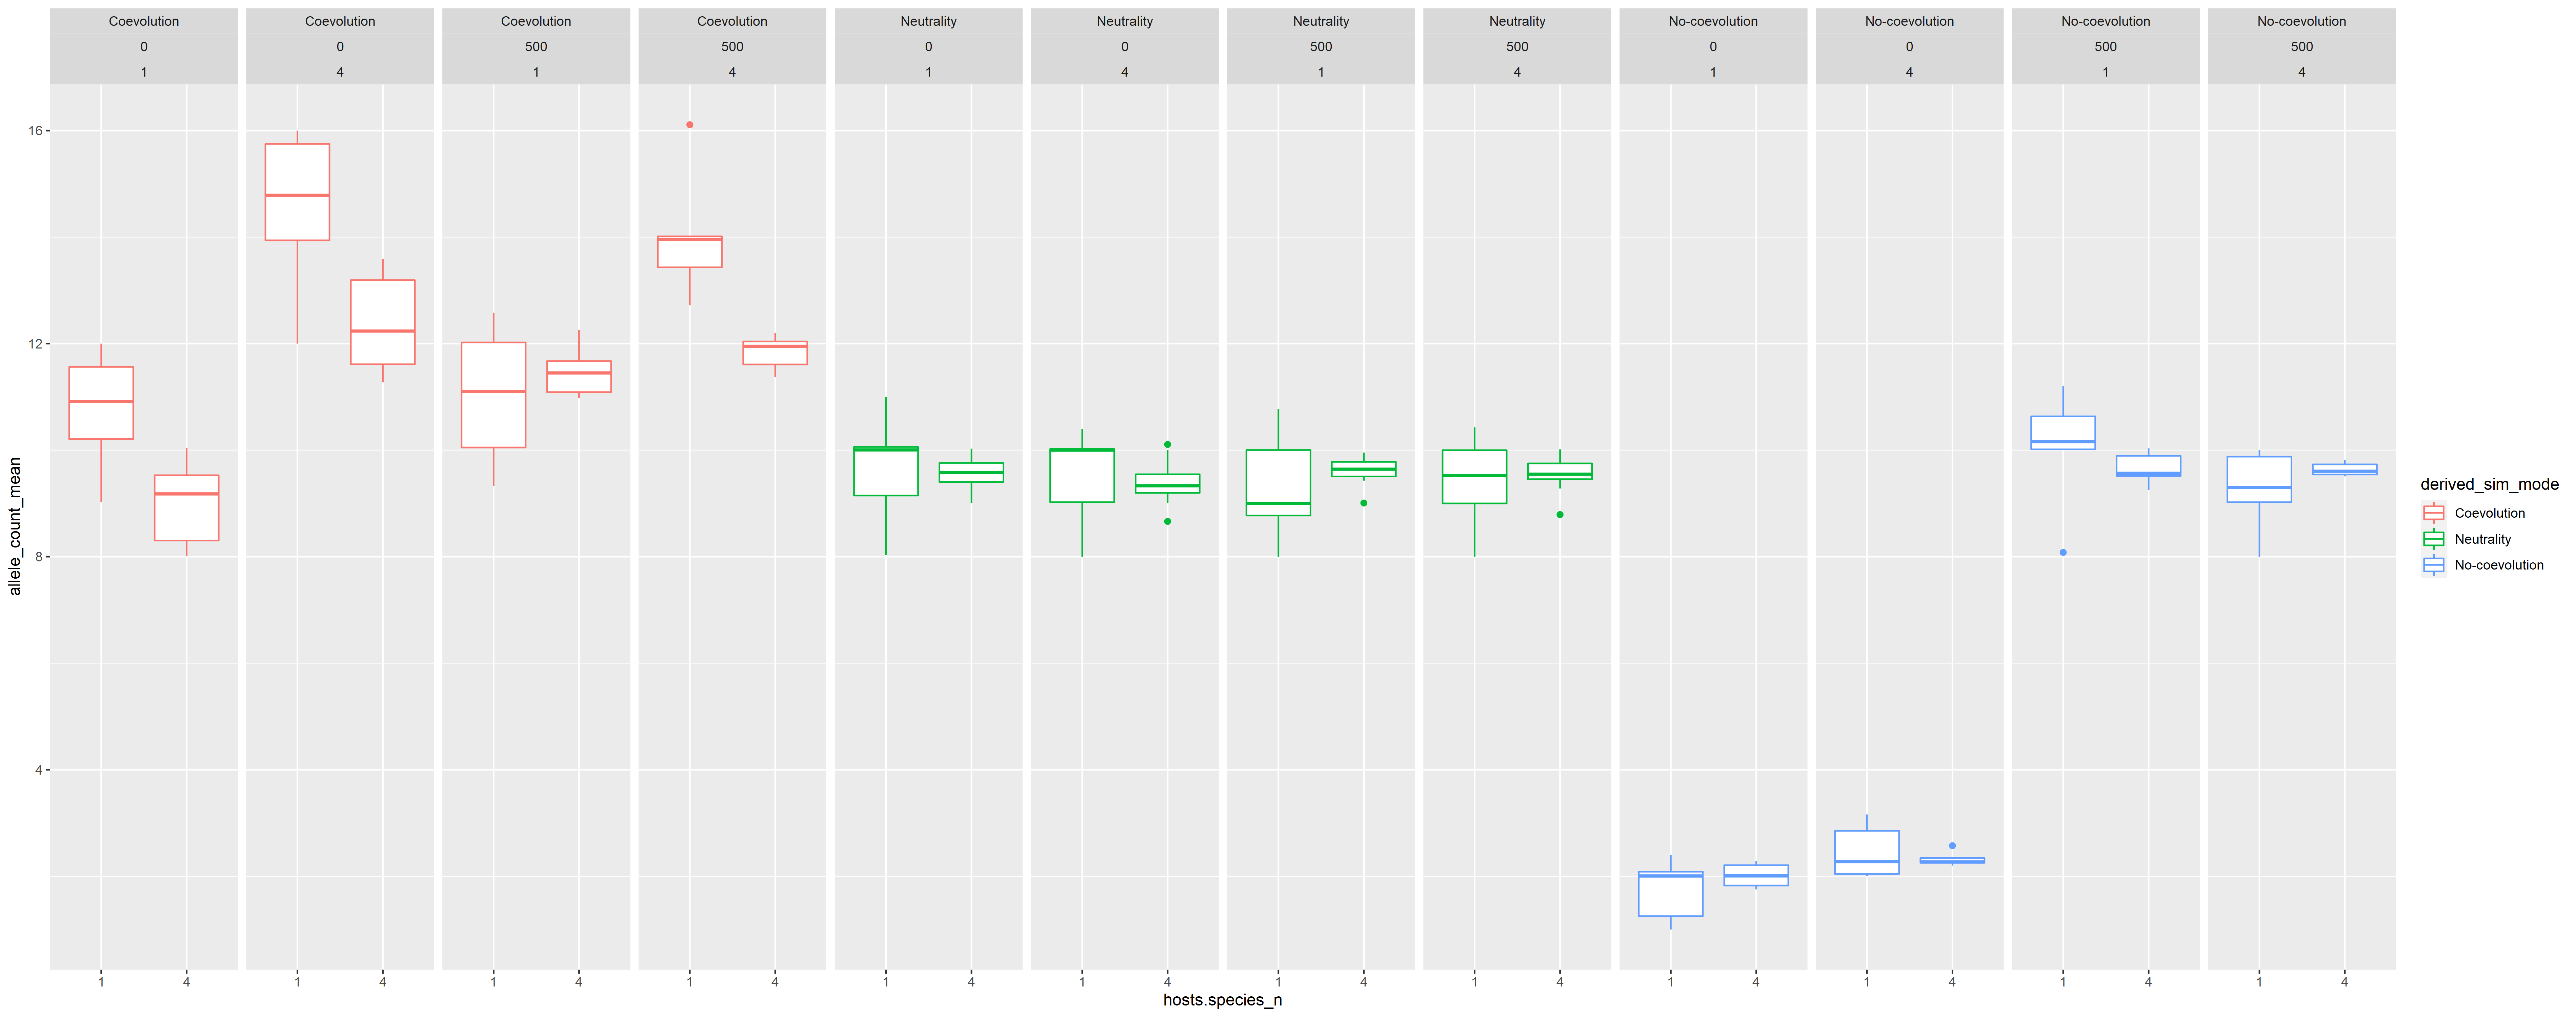 Coevolution Coevolution Coevolution Coevolution Neutrality Neutrality Neutrality Neutrality No-coevolution No-coevolution No-coevolution No-coevolution
0 0 500 500 0 0 500 500 0 0 500 500
1 4 1 4 1 4 1 4 1 4 1 4
16
12
8
4
allele_count_mean
derived_sim_mode
Coevolution
Neutrality
No-coevolution
1 4 1 4 1 4 1 4 1 4 1 4 1 4 1 4 1 4 1 4 1 4 1 4
hosts.species_n